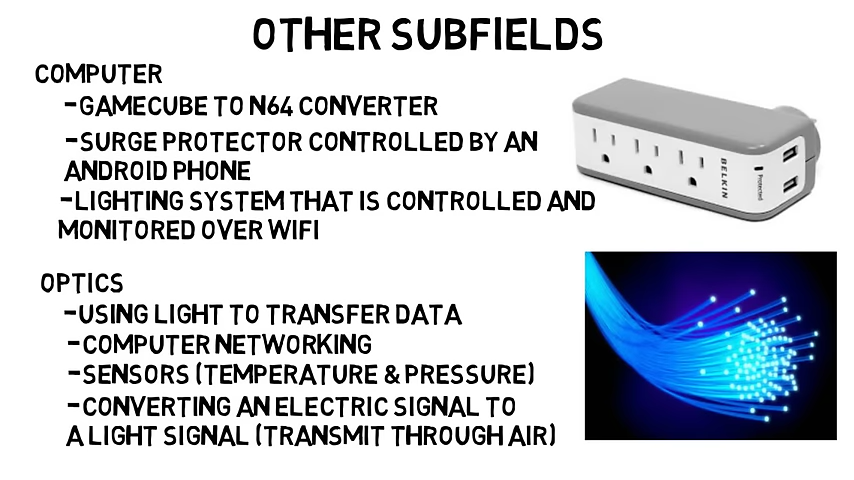 OTHER SUBFIELDS
COMPUTER
-GAMECUBE TO N64 CONVERTER
-SURGE PROTECTOR CONTROLLED BY AN
ANDROID PHONE
-LIGHTING SYSTEM THAT IS CONTROLLED AND
MONITORED OVER WIFI
BELKIN
Protected
OPTICS
-USING LIGHT TO TRANSFER DATA
-COMPUTER NETWORKING
-SENSORS (TEMPERATURE & PRESSURE)
-CONVERTING AN ELECTRIC SIGNAL TO
A LIGHT SIGNAL (TRANSMIT THROUGH AIR)